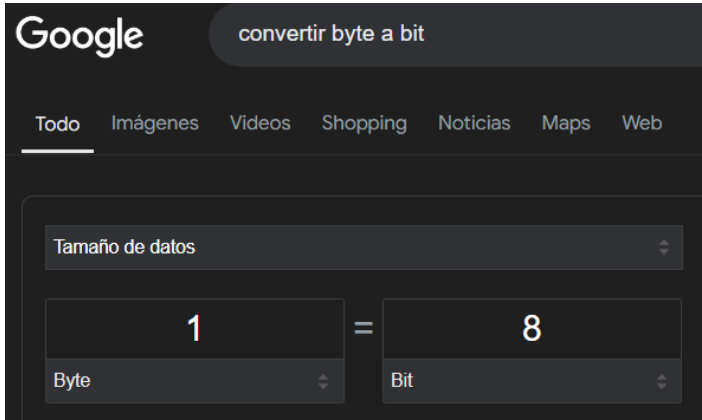 Google convertir byte a bit
Todo Imágenes Videos Shopping Noticias Maps Web
Tamaño de datos
1 = 8
Byte Bit